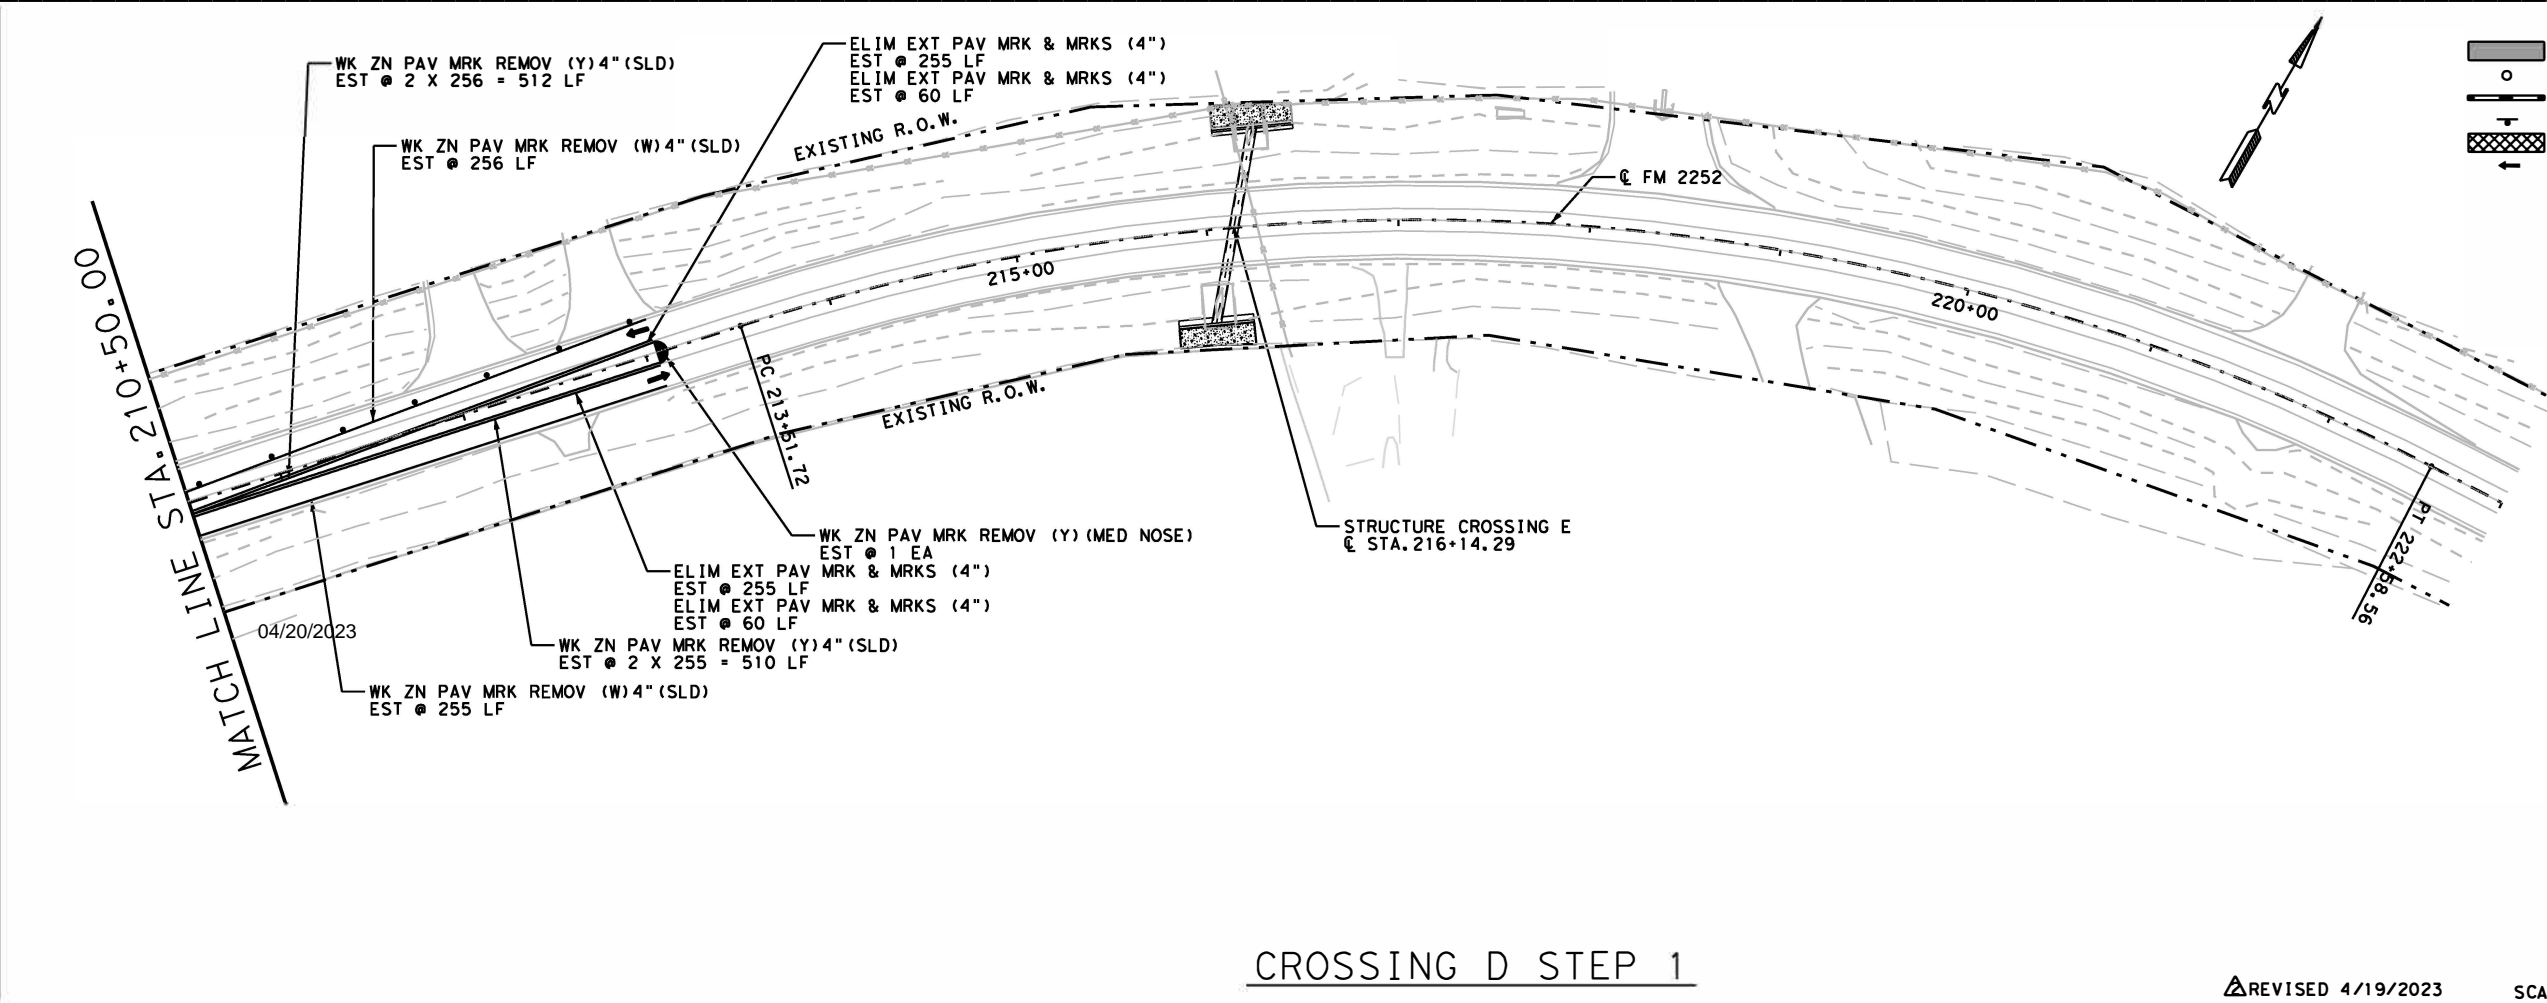 WK ZN PAV MRK REMOV (Y)4"(SLD)
EST @ 2 X 256 = 512 LF
WK ZN PAV MRK REMOV (W)4"(SLD)
EST @ 256 LF
ELIM EXT PAV MRK & MRKS (4")
EST @ 255 LF
ELIM EXT PAV MRK & MRKS (4")
EST @ 60 LF
EXISTING R.O.W.
℄ FM 2252
215+00
220+00
MATCH LINE STA. 210+50.00
PC 213+51.72
EXISTING R.O.W.
WK ZN PAV MRK REMOV (Y)(MED NOSE)
EST @ 1 EA
STRUCTURE CROSSING E
℄ STA.216+14.29
PT 222+58.56
ELIM EXT PAV MRK & MRKS (4")
EST @ 255 LF
ELIM EXT PAV MRK & MRKS (4")
EST @ 60 LF
04/20/2023
WK ZN PAV MRK REMOV (Y)4"(SLD)
EST @ 2 X 255 = 510 LF
WK ZN PAV MRK REMOV (W)4"(SLD)
EST @ 255 LF
CROSSING D STEP 1
2 REVISED 4/19/2023
SCA